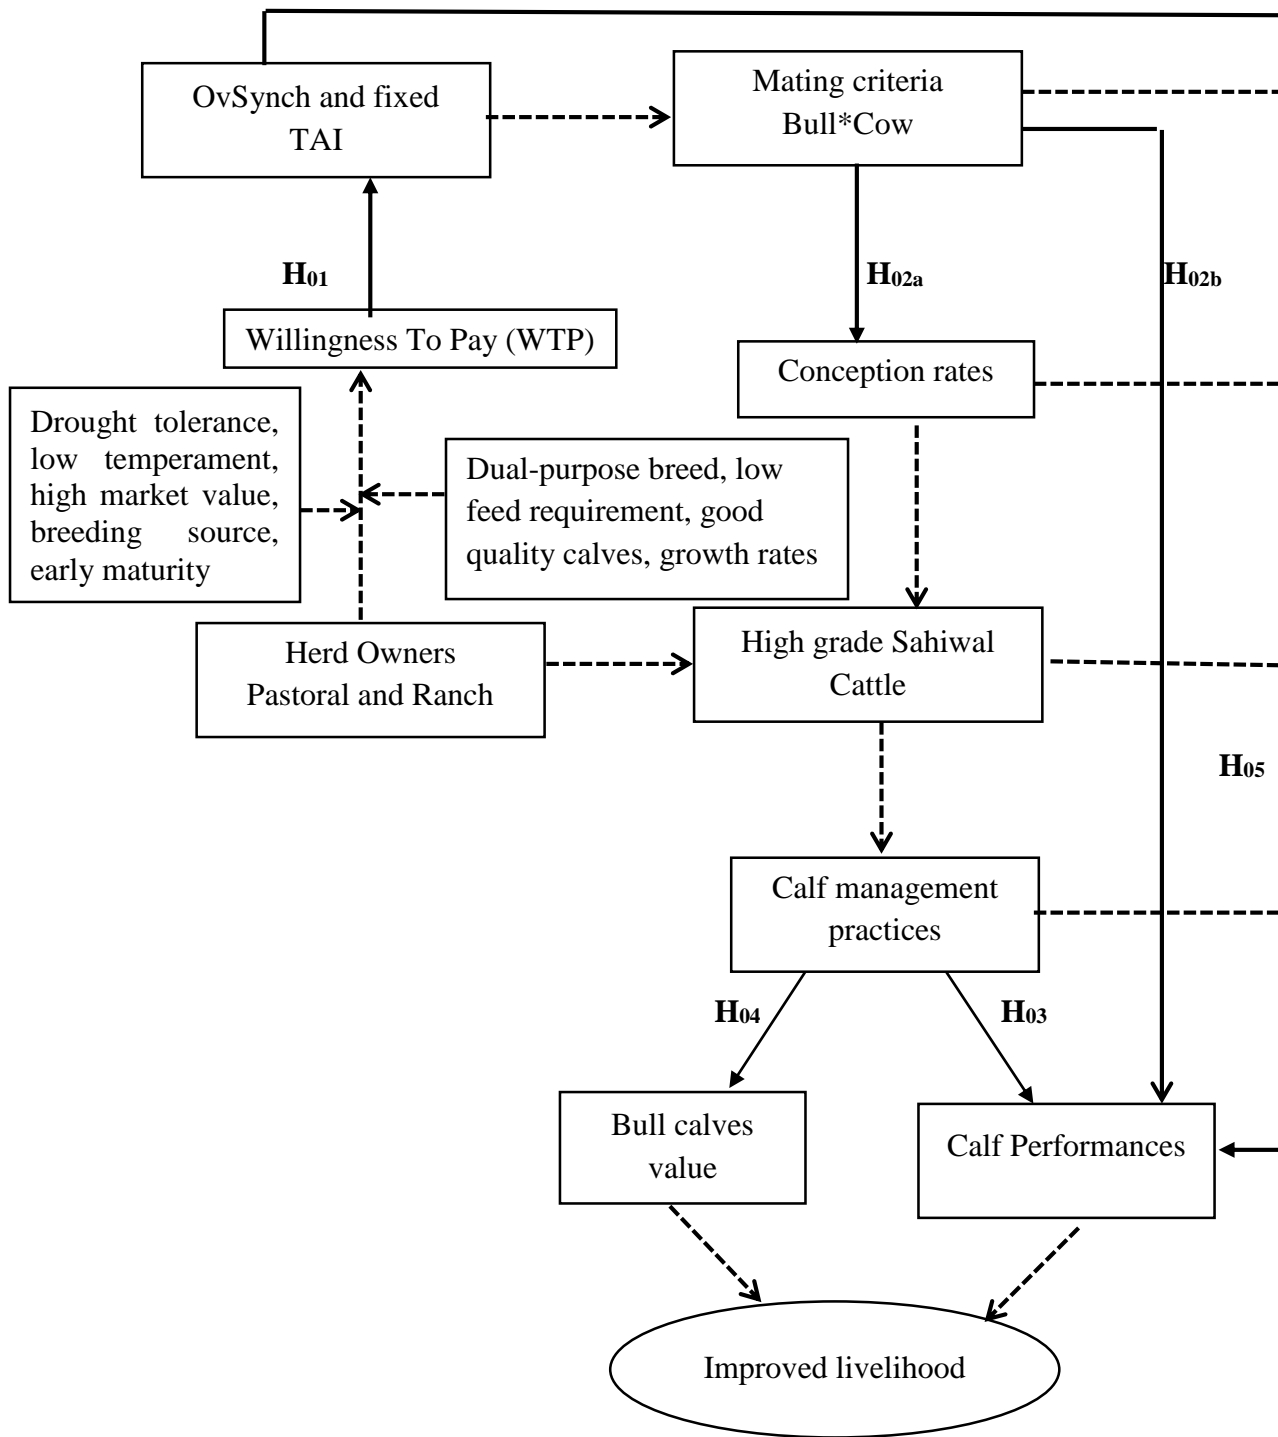 OvSynch and fixed
TAI
Mating criteria
Bull*Cow
H01
H02a
H02b
Willingness To Pay (WTP)
Conception rates
Drought tolerance,
low temperament,
high market value,
breeding source,
early maturity
Dual-purpose breed, low
feed requirement, good
quality calves, growth rates
Herd Owners
Pastoral and Ranch
High grade Sahiwal
Cattle
H05
Calf management
practices
H04
H03
Bull calves
value
Calf Performances
Improved livelihood